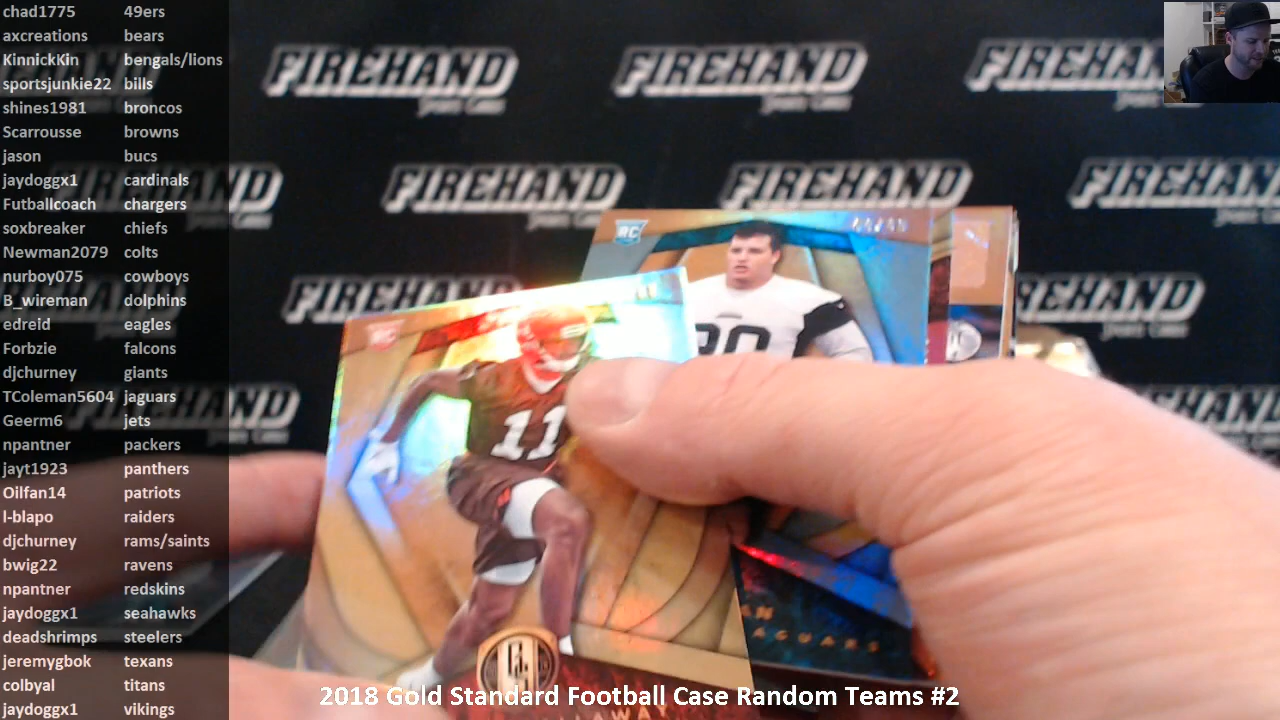 chad1775 49ers
axcreations bears
KinnickKin bengals/lions
sportsjunkie22 bills
shines1981 broncos
Scarrousse browns
jason bucs
jaydoggx1 cardinals
Futballcoach chargers
soxbreaker chiefs
Newman2079 colts
nurboy075 cowboys
B_wireman dolphins
edreid eagles
Forbzie falcons
djchurney giants
TColeman5604 jaguars
Geerm6 jets
npantner packers
jayt1923 panthers
Oilfan14 patriots
l-blapo raiders
djchurney rams/saints
bwig22 ravens
npantner redskins
jaydoggx1 seahawks
deadshrimps steelers
jeremygbok texans
colbyal titans
jaydoggx1 vikings
FIREHAND FIREHAND FIREHAND
FIREHAND FIREHAND FIREHAND
FIREHAND FIREHAND
FIREHAND
RC
RC
11
AGUARS
2018 Gold Standard Football Case Random Teams #2